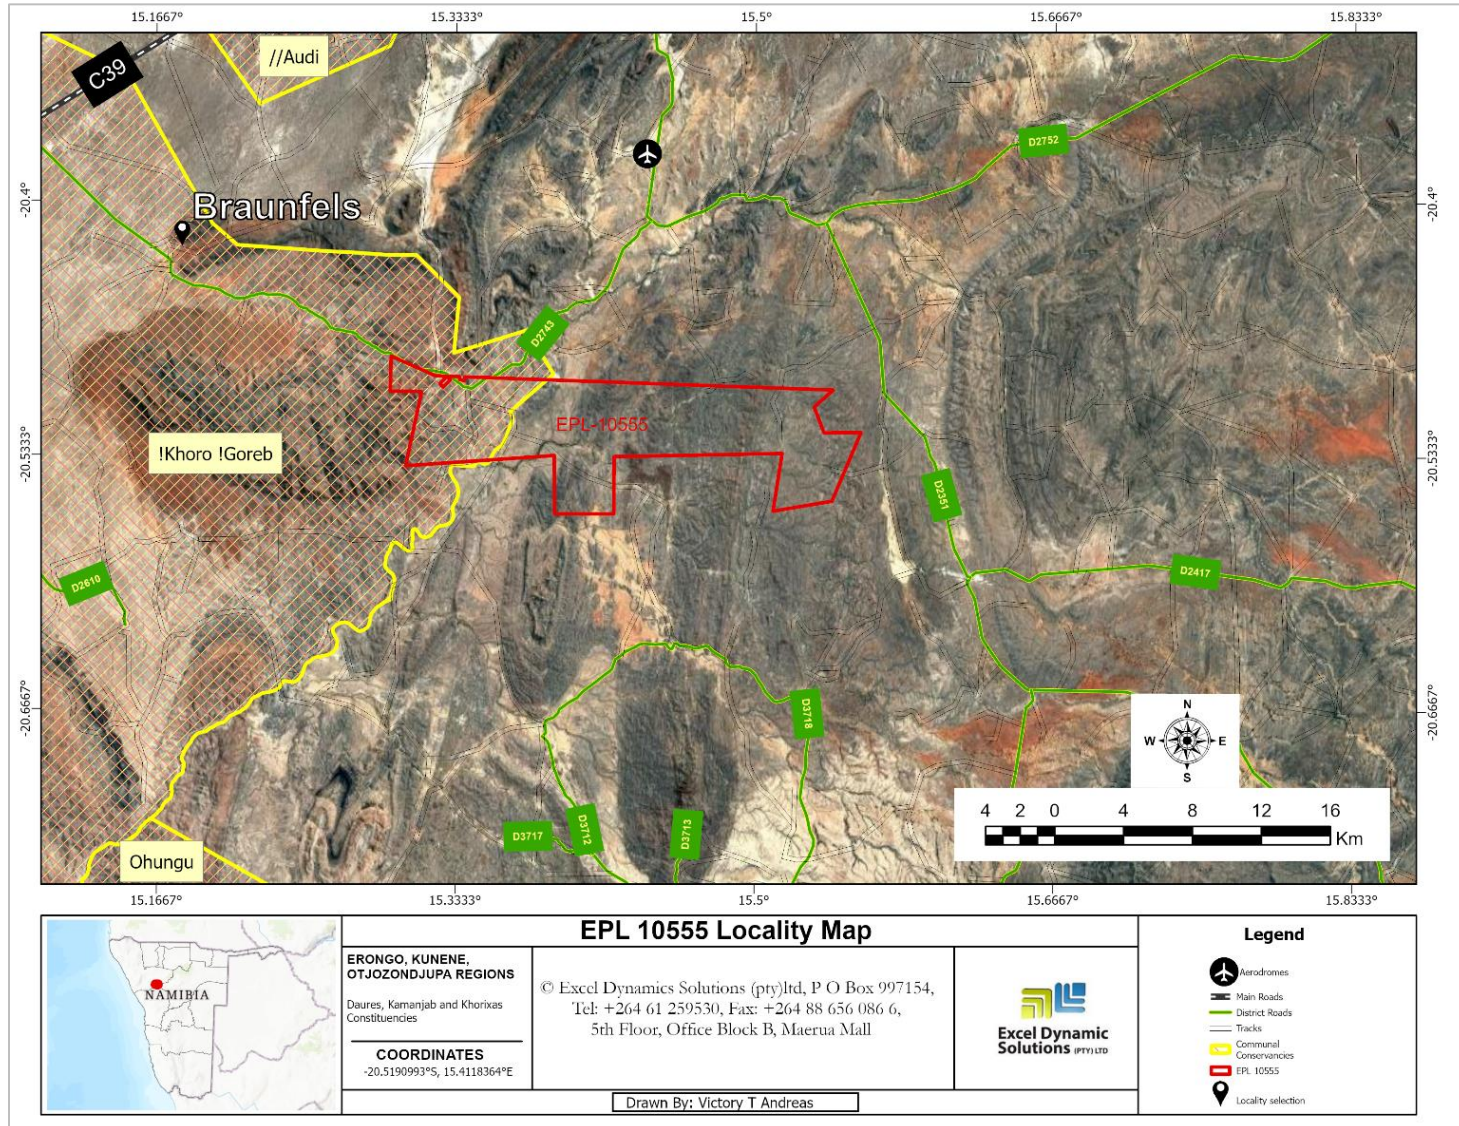 15.1667°
15.3333°
15.5°
15.6667°
15.8333°
//Audi
C39
D2752
-20.4°
-20.4°
Braunfels
D2743
EPL-10555
!Khoro !Goreb
-20.5333°
-20.5333°
D2351
D2610
D2417
-20.6667°
-20.6667°
D3718
N
W
E
S
4 2 0 4 8 12 16
Km
D3717
D3712
D3713
Ohungu
15.1667°
15.3333°
15.5°
15.6667°
15.8333°
EPL 10555 Locality Map
NAMIBIA
ERONGO, KUNENE,
OTJOZONDJUPA REGIONS
Daures, Kamanjab and Khorixas
Constituencies
COORDINATES
-20.5190993°S, 15.4118364°E
© Excel Dynamics Solutions (pty)ltd, P O Box 997154,
Tel: +264 61 259530, Fax: +264 88 656 086 6,
5th Floor, Office Block B, Maerua Mall
Drawn By: Victory T Andreas
Excel Dynamic
Solutions (PTY) LTD
Legend
Aerodromes
Main Roads
District Roads
Tracks
Communal
Conservancies
EPL 10555
Locality selection